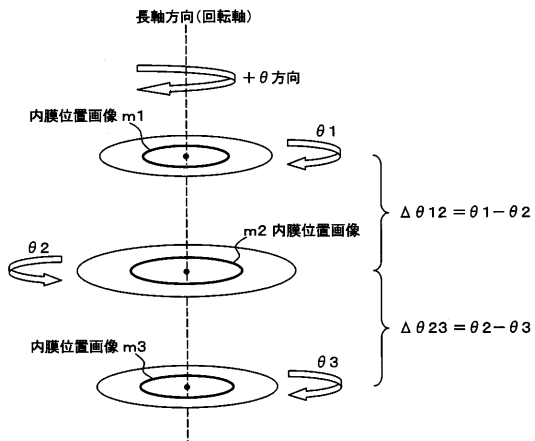 長軸方向(回転軸)
+θ方向
内膜位置画像 m1
θ1
Δθ12=θ1-θ2
θ2
m2 内膜位置画像
Δθ23=θ2-θ3
内膜位置画像 m3
θ3